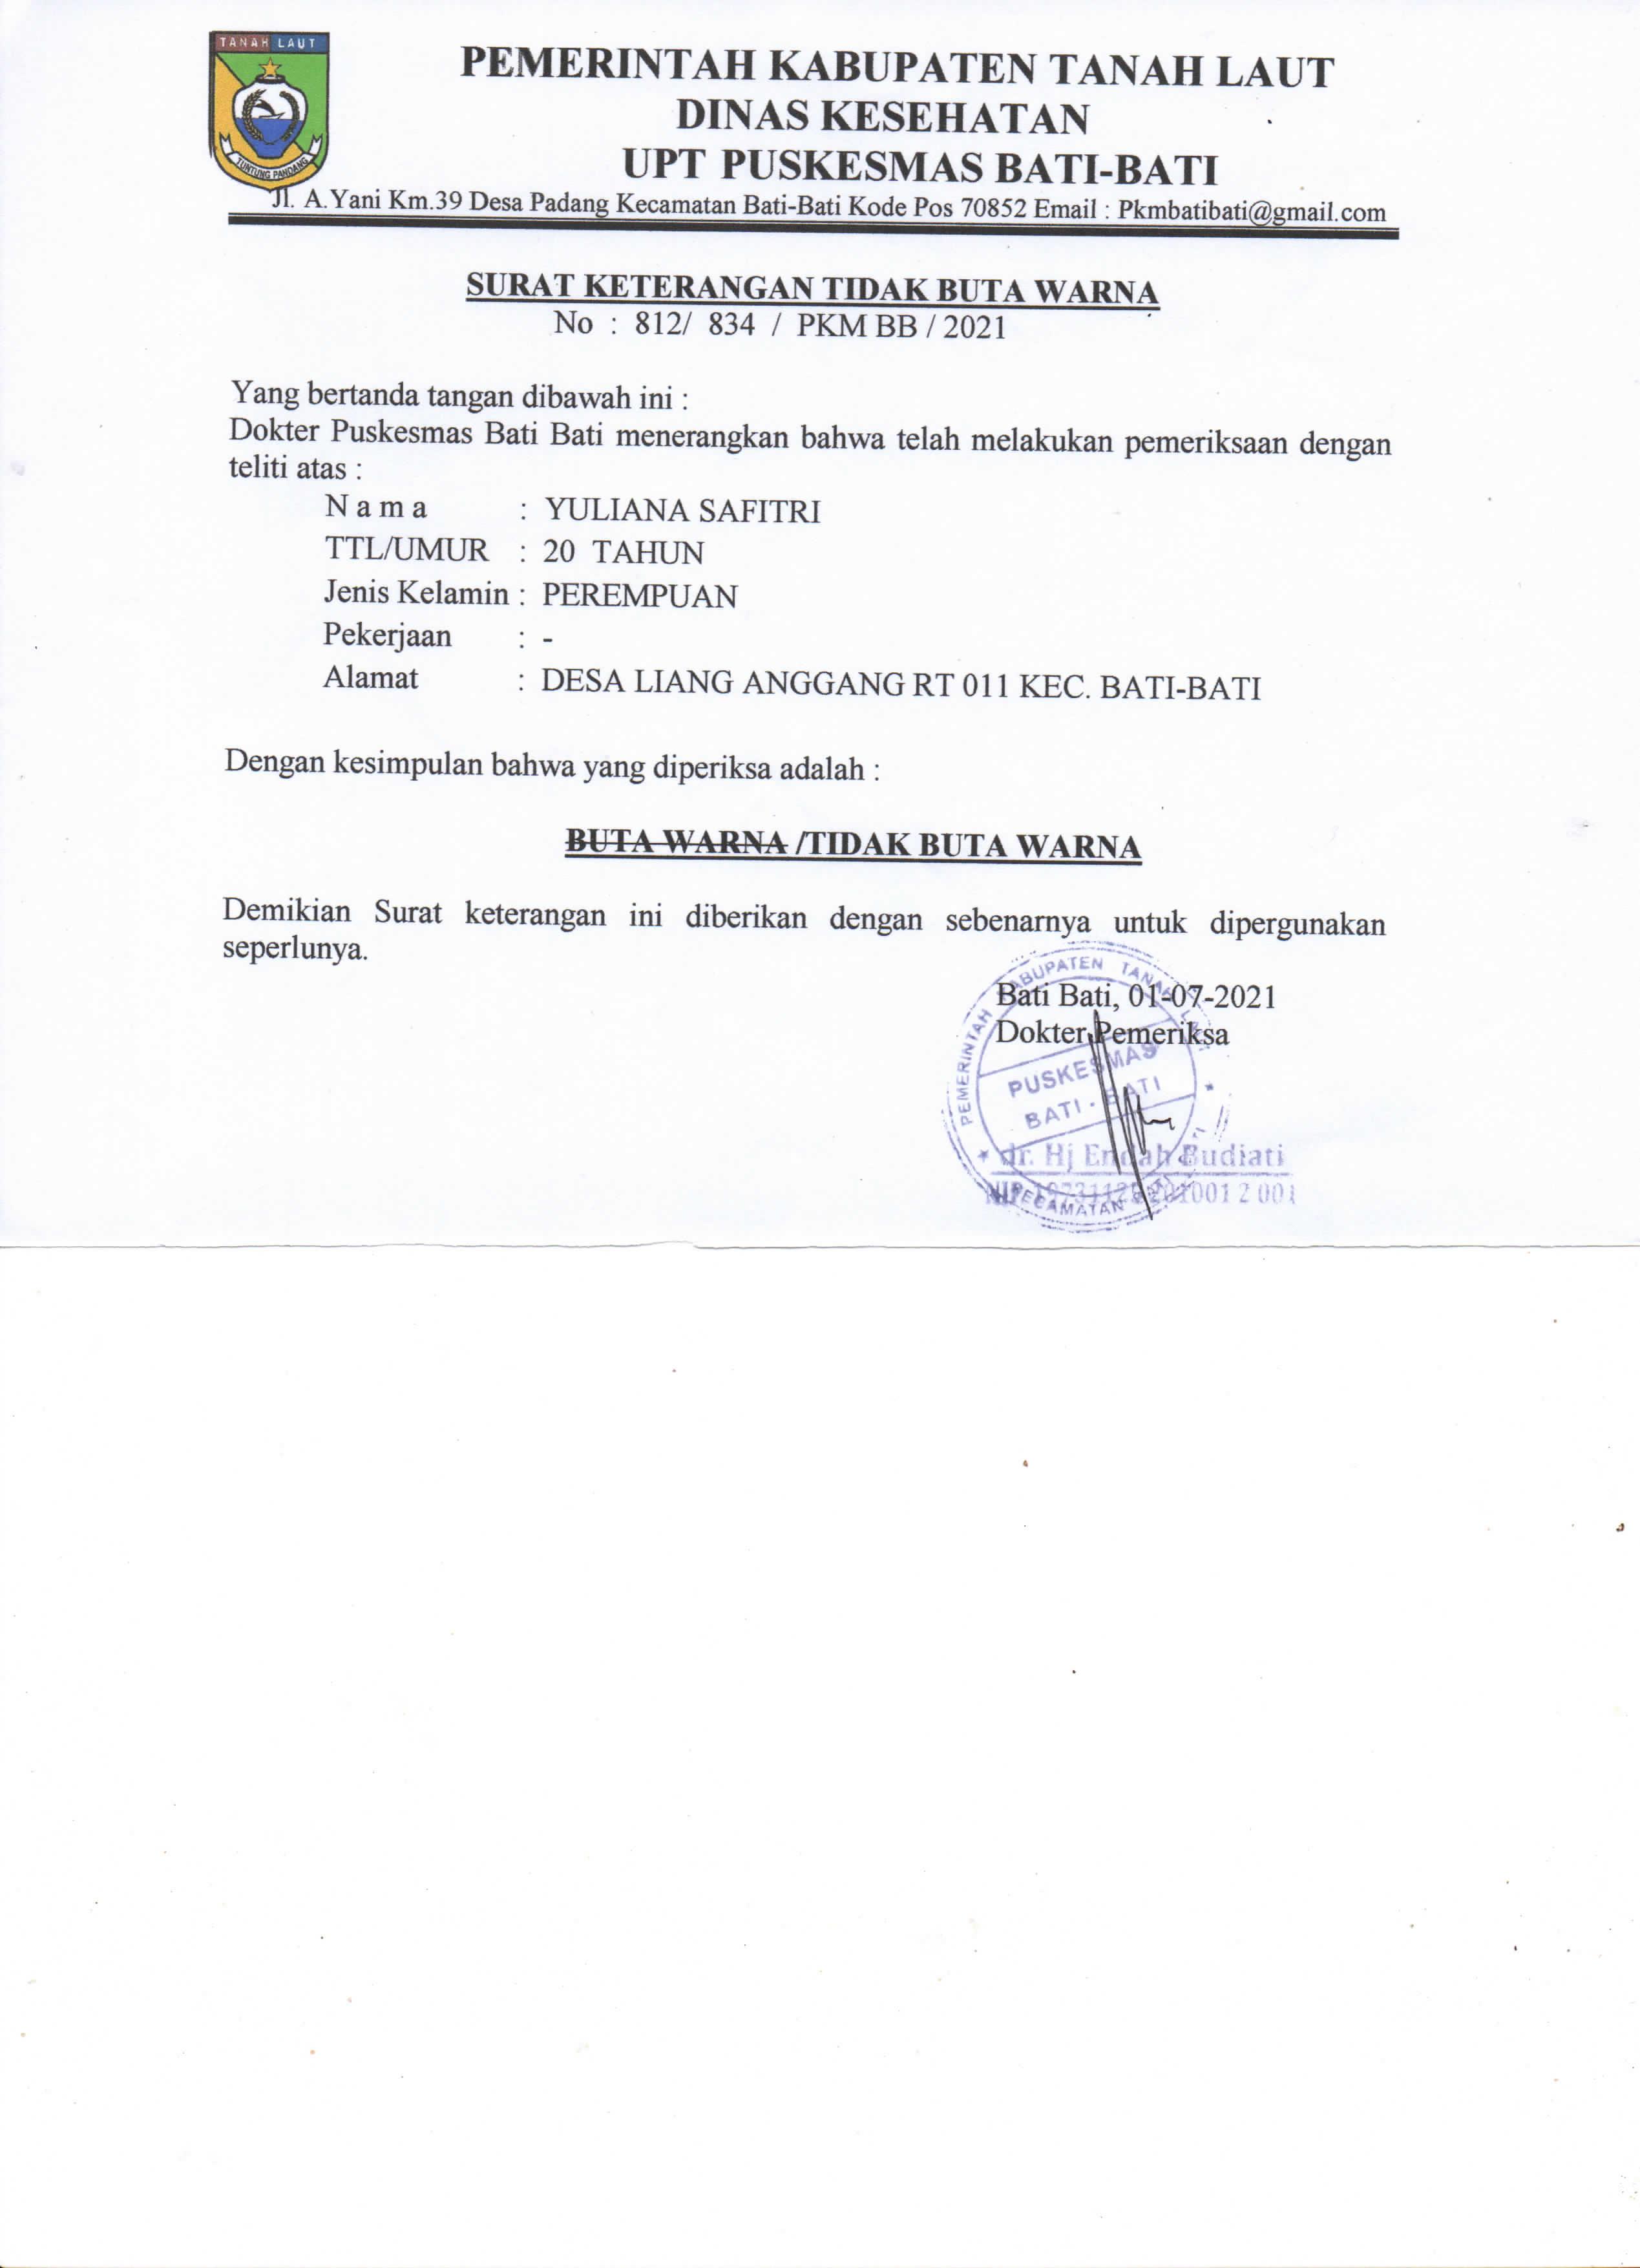 TANAH LAUT
TUNTUNG PANDANG
PEMERINTAH KABUPATEN TANAH LAUT
DINAS KESEHATAN
UPT PUSKESMAS BATI-BATI
Jl. A.Yani Km.39 Desa Padang Kecamatan Bati-Bati Kode Pos 70852 Email : Pkmbatibati@gmail.com
SURAT KETERANGAN TIDAK BUTA WARNA
No : 812/ 834 / PKM BB / 2021
Yang bertanda tangan dibawah ini :
Dokter Puskesmas Bati Bati menerangkan bahwa telah melakukan pemeriksaan dengan
teliti atas :
N a m a : YULIANA SAFITRI
TTL/UMUR : 20 TAHUN
Jenis Kelamin : PEREMPUAN
Pekerjaan : -
Alamat : DESA LIANG ANGGANG RT 011 KEC. BATI-BATI
Dengan kesimpulan bahwa yang diperiksa adalah :
BUTA WARNA /TIDAK BUTA WARNA
Demikian Surat keterangan ini diberikan dengan sebenarnya untuk dipergunakan
seperlunya.
Bati Bati, 01-07-2021
Dokter Pemeriksa
PEMERINTAH KABUPATEN TANAH
PUSKESMAS
BATI - BATI
KECAMATAN
dr. Hj Endah Budiati
NIP